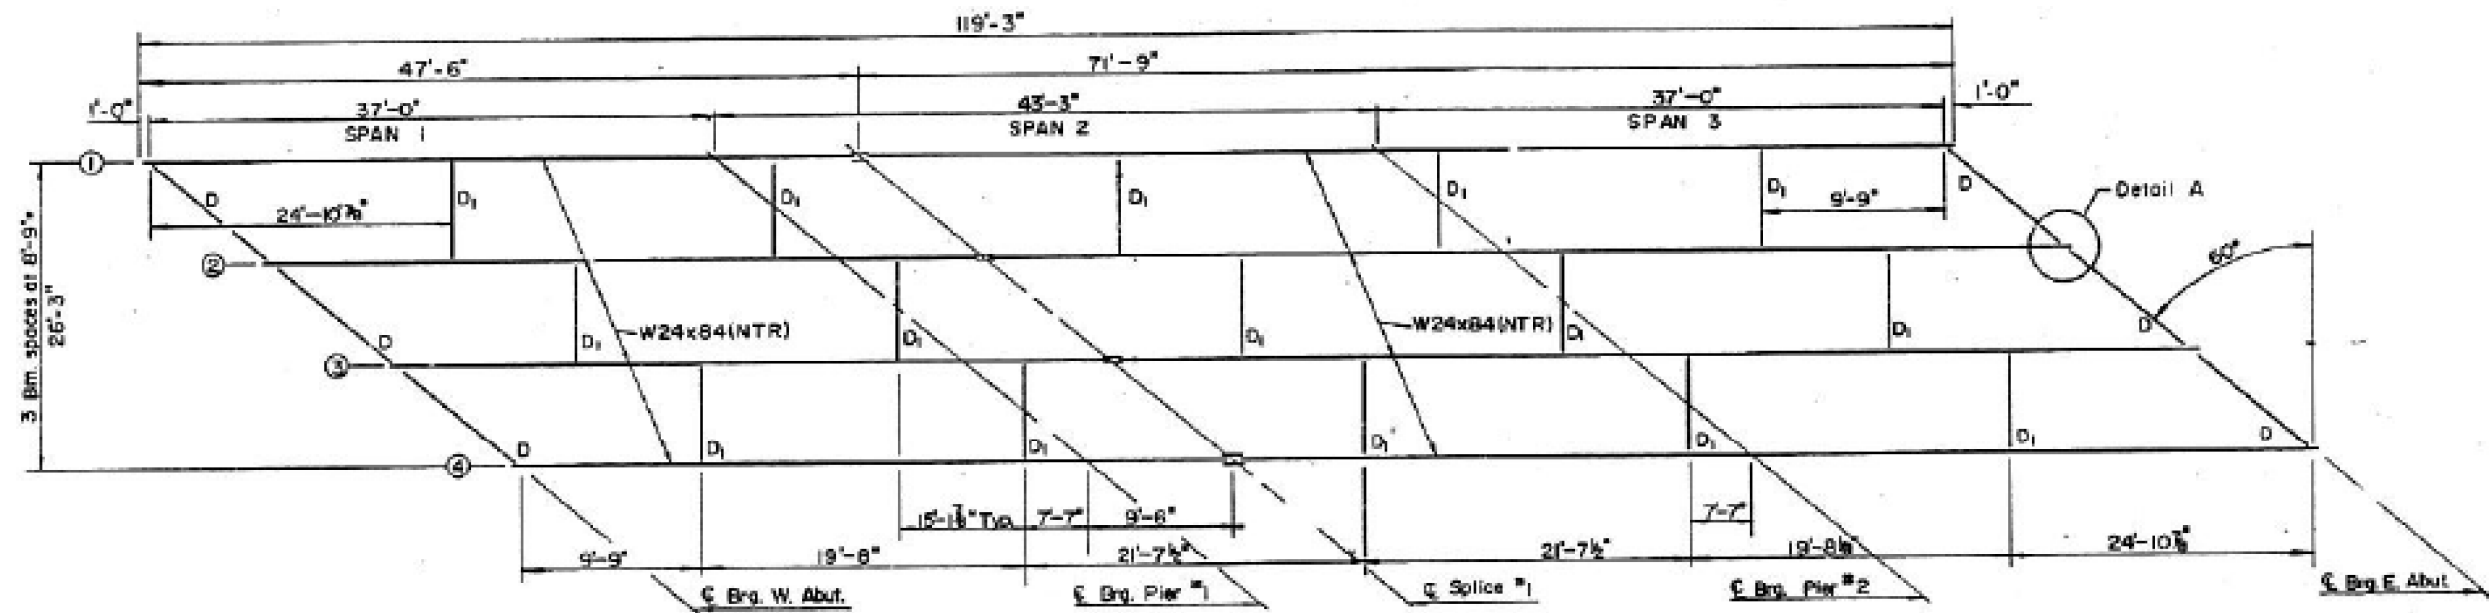 119'-3"
47'-6" 71'-9"
1'-0" 37'-0" 43'-3" 37'-0" 1'-0"
SPAN 1 SPAN 2 SPAN 3
1
D D1 D1 D1 D1 D1 D
24'-10⅞" 9'-9" Detail A
2
3 Bm. spaces at 8'-9"=
26'-3"
60°
W24x84(NTR) W24x84(NTR)
D D1 D1 D1 D1 D1 D
3
D D1 D1 D1 D1 D1 D
4
15'-1⅞" Typ. 7'-7" 9'-6" 7'-7"
9'-9" 19'-8" 21'-7½" 21'-7½" 19'-8⅛" 24'-10⅞"
℄ Brg. W. Abut. ℄ Brg. Pier #1 ℄ Splice #1 ℄ Brg. Pier #2 ℄ Brg. E. Abut.